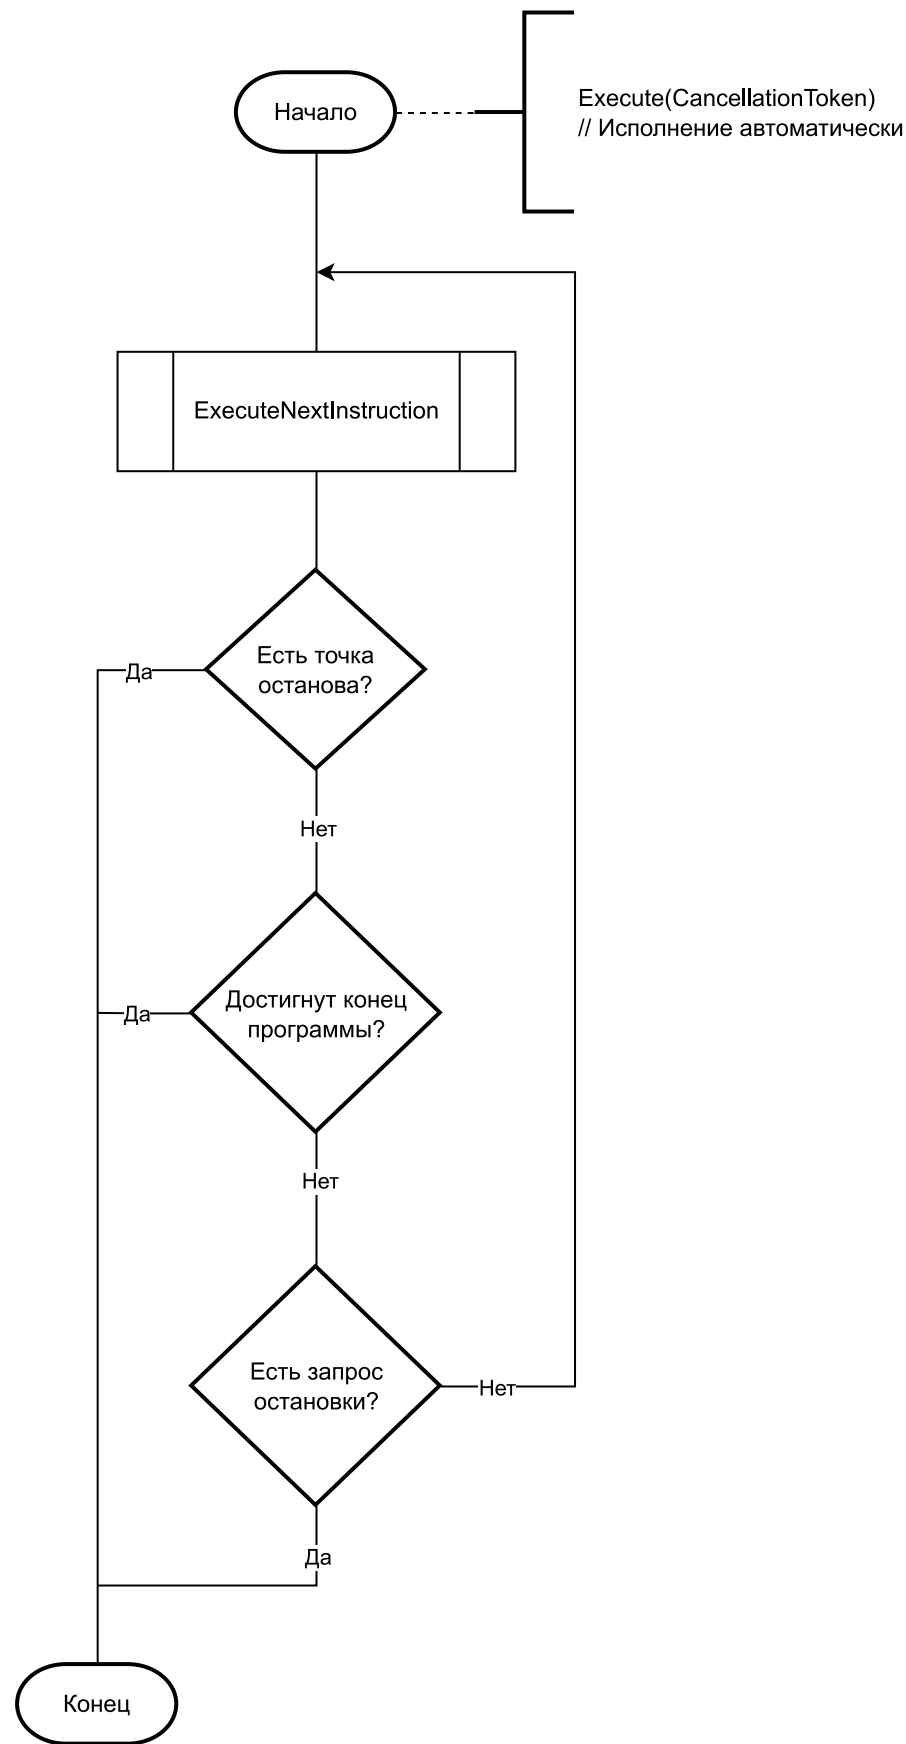 Начало
Execute(CancellationToken)
// Исполнение автоматически
ExecuteNextInstruction
Есть точка
останова?
Да
Нет
Достигнут конец
программы?
Да
Нет
Есть запрос
остановки?
Нет
Да
Конец